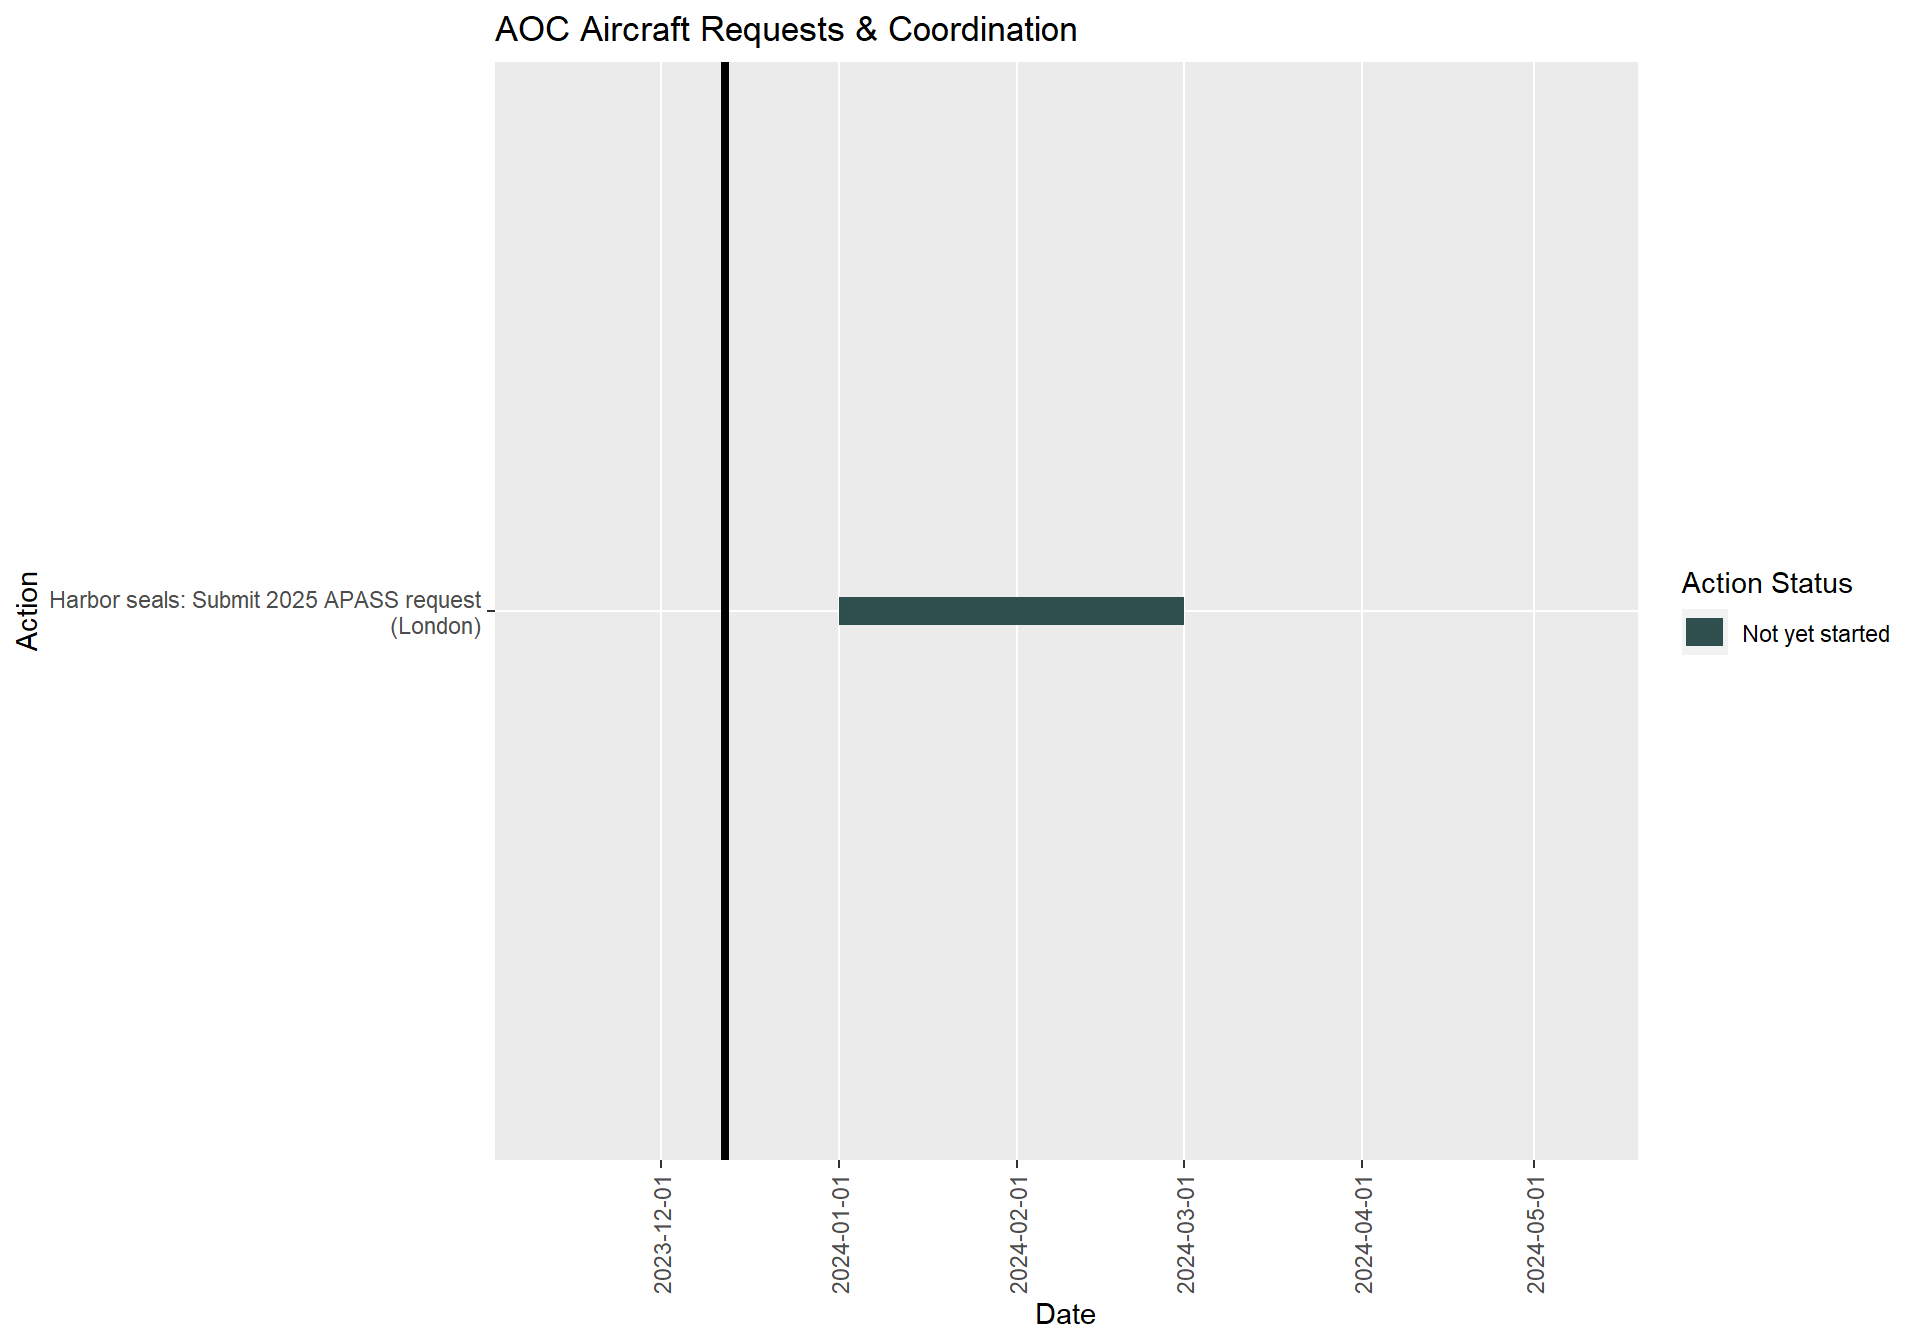 AOC Aircraft Requests & Coordination
Action
Harbor seals: Submit 2025 APASS request
(London)
Action Status
Not yet started
2023-12-01
2024-01-01
2024-02-01
2024-03-01
2024-04-01
2024-05-01
Date